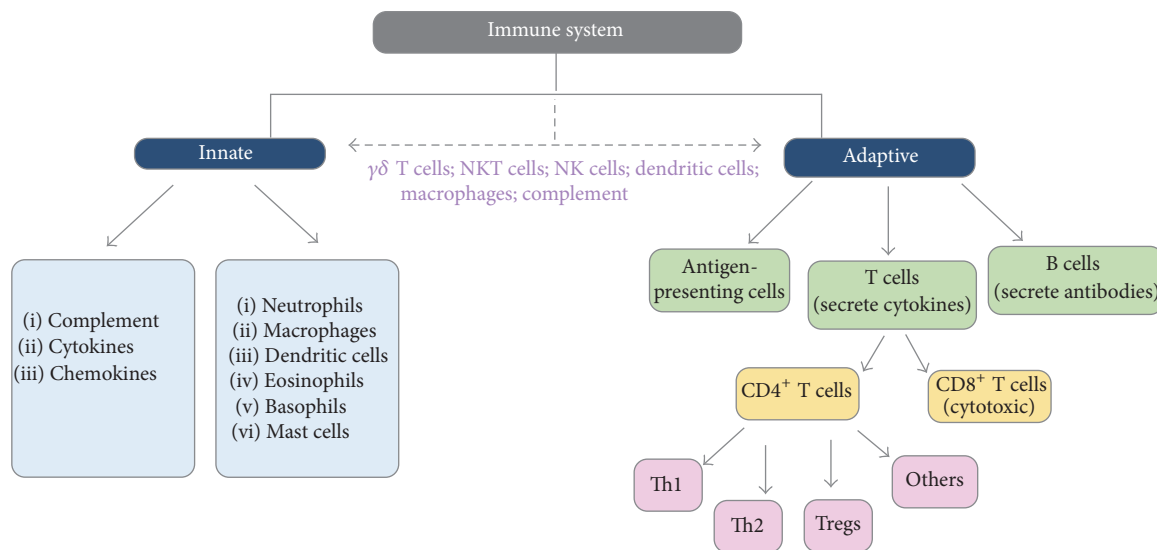 Immune system
Innate
Adaptive
γδ T cells; NKT cells; NK cells; dendritic cells;
macrophages; complement
(i) Complement
(ii) Cytokines
(iii) Chemokines
(i) Neutrophils
(ii) Macrophages
(iii) Dendritic cells
(iv) Eosinophils
(v) Basophils
(vi) Mast cells
Antigen-
presenting cells
T cells
(secrete cytokines)
B cells
(secrete antibodies)
CD4⁺ T cells
CD8⁺ T cells
(cytotoxic)
Th1
Th2
Tregs
Others